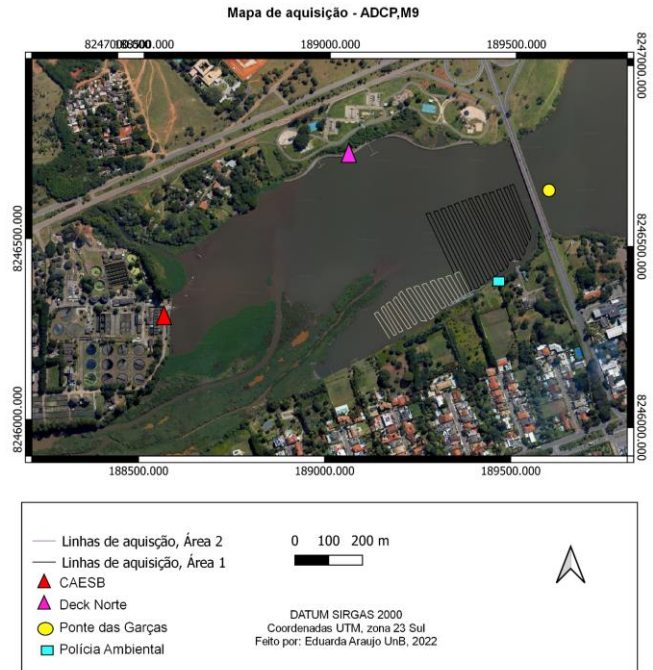 Mapa de aquisição - ADCP,M9
189000.000
189500.000
8247000.000
8247000.000
8246500.000
8246500.000
8246000.000
8246000.000
188500.000
189000.000
189500.000
Linhas de aquisção, Área 2
Linhas de aquisição, Área 1
CAESB
Deck Norte
Ponte das Garças
Polícia Ambiental
0 100 200 m
DATUM SIRGAS 2000
Coordenadas UTM, zona 23 Sul
Feito por: Eduarda Araujo UnB, 2022